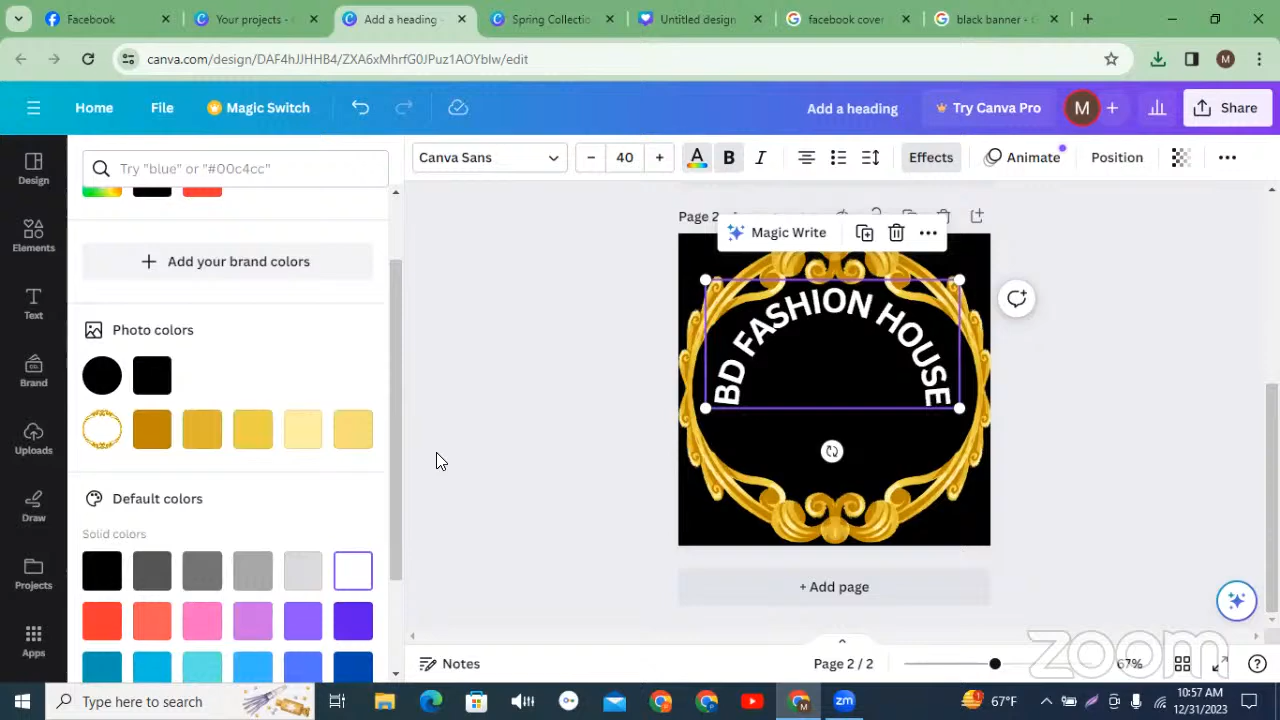 Facebook
Your projects -
Add a heading -
Spring Collectio
Untitled design
facebook cover
black banner -
canva.com/design/DAF4hJJHHB4/ZXA6xMhrfG0JPuz1AOYblw/edit
M
Home
File
Magic Switch
Add a heading
Try Canva Pro
M
Share
Try "blue" or "#00c4cc"
Canva Sans
40
A
B
I
Effects
Animate
Position
Design
Elements
Text
Brand
Uploads
Draw
Projects
Apps
Add your brand colors
Photo colors
Default colors
Solid colors
Page 2
Magic Write
BD FASHION HOUSE
+ Add page
Notes
Page 2 / 2
67%
zoom
Type here to search
zm
67°F
10:57 AM
12/31/2023